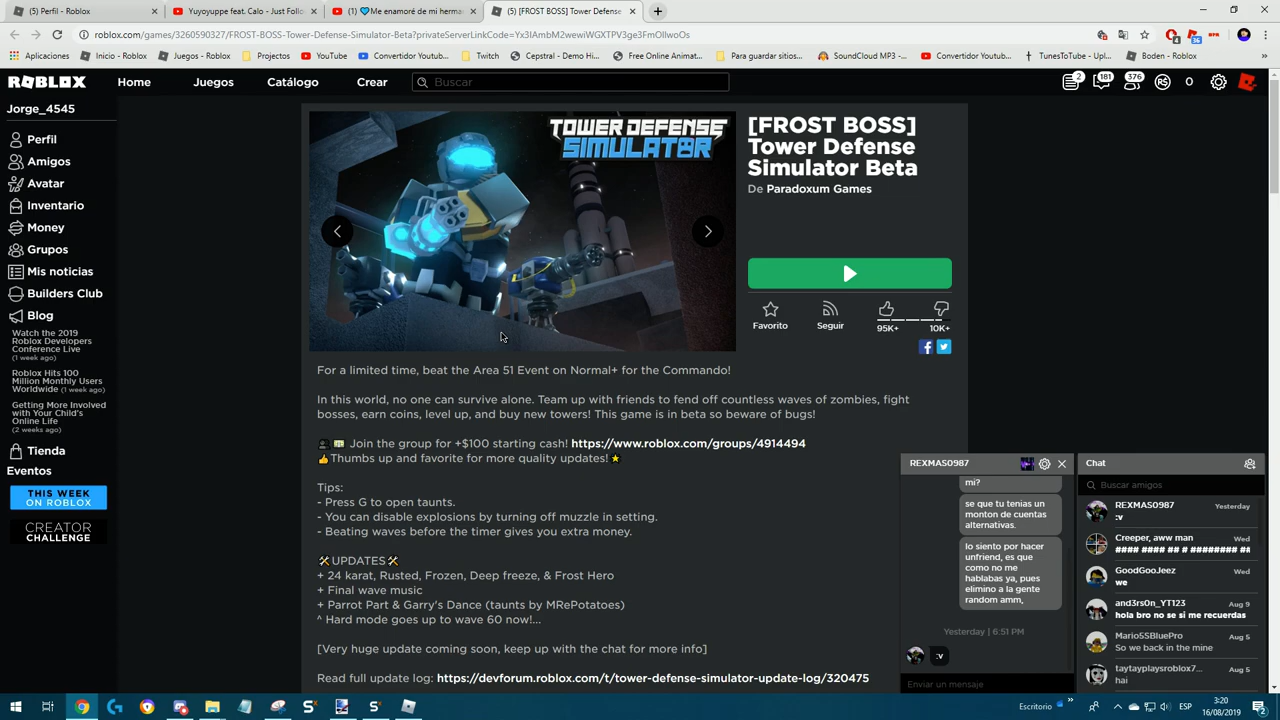 (5) Perfil - Roblox
Yuyoyuppe feat. Calo - Just Follo
(1) 💙Me enamoré de mi herma
(5) [FROST BOSS] Tower Defense S
roblox.com/games/3260590327/FROST-BOSS-Tower-Defense-Simulator-Beta?privateServerLinkCode=Yx3IAmbM2wewiWGXTPV3ge3FmOIlwoOs
Aplicaciones
Inicio - Roblox
Juegos - Roblox
Projectos
YouTube
Convertidor Youtub...
Twitch
Cepstral - Demo Hi...
Free Online Animat...
Para guardar sitios...
SoundCloud MP3 -...
Convertidor Youtub...
TunesToTube - Upl...
Boden - Roblox
ROBLOX
Home
Juegos
Catálogo
Crear
Buscar
2
181
376
0
Jorge_4545
Perfil
Amigos
Avatar
Inventario
Money
Grupos
Mis noticias
Builders Club
Blog
Watch the 2019
Roblox Developers
Conference Live
(1 week ago)
Roblox Hits 100
Million Monthly Users
Worldwide (1 week ago)
Getting More Involved
with Your Child's
Online Life
(2 weeks ago)
Tienda
Eventos
THIS WEEK
ON ROBLOX
CREATOR
CHALLENGE
TOWER DEFENSE
SIMULATOR
[FROST BOSS]
Tower Defense
Simulator Beta
De Paradoxum Games
Favorito
Seguir
95K+
10K+
For a limited time, beat the Area 51 Event on Normal+ for the Commando!
In this world, no one can survive alone. Team up with friends to fend off countless waves of zombies, fight
bosses, earn coins, level up, and buy new towers! This game is in beta so beware of bugs!
Join the group for +$100 starting cash! https://www.roblox.com/groups/4914494
👍Thumbs up and favorite for more quality updates!⭐
Tips:
- Press G to open taunts.
- You can disable explosions by turning off muzzle in setting.
- Beating waves before the timer gives you extra money.
🛠UPDATES🛠
+ 24 karat, Rusted, Frozen, Deep freeze, & Frost Hero
+ Final wave music
+ Parrot Part & Garry's Dance (taunts by MRePotatoes)
^ Hard mode goes up to wave 60 now!...
[Very huge update coming soon, keep up with the chat for more info]
Read full update log: https://devforum.roblox.com/t/tower-defense-simulator-update-log/320475
REXMAS0987
mi?
se que tu tenias un
monton de cuentas
alternativas.
lo siento por hacer
unfriend, es que
como no me
hablabas ya, pues
elimino a la gente
random amm,
Yesterday | 6:51 PM
:v
Enviar un mensaje
Chat
Buscar amigos
REXMAS0987
Yesterday
:v
Creeper, aww man
Wed
#### #### ## # ######## ##
GoodGooJeez
Wed
we
and3rs0n_YT123
Aug 9
hola bro no se si me recuerdas
Mario5SBluePro
Aug 5
So we back in the mine
taytayplaysroblox7...
Aug 5
hai
Escritorio
ESP
3:20
16/08/2019
2